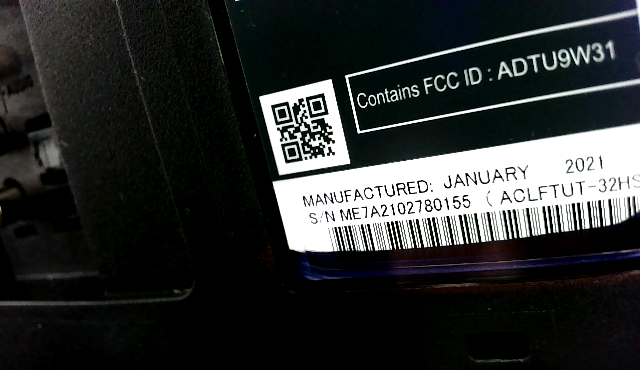 Contains FCC ID : ADTU9W31
MANUFACTURED: JANUARY 2021
S/N ME7A2102780155 ( ACLFTUT-32HS